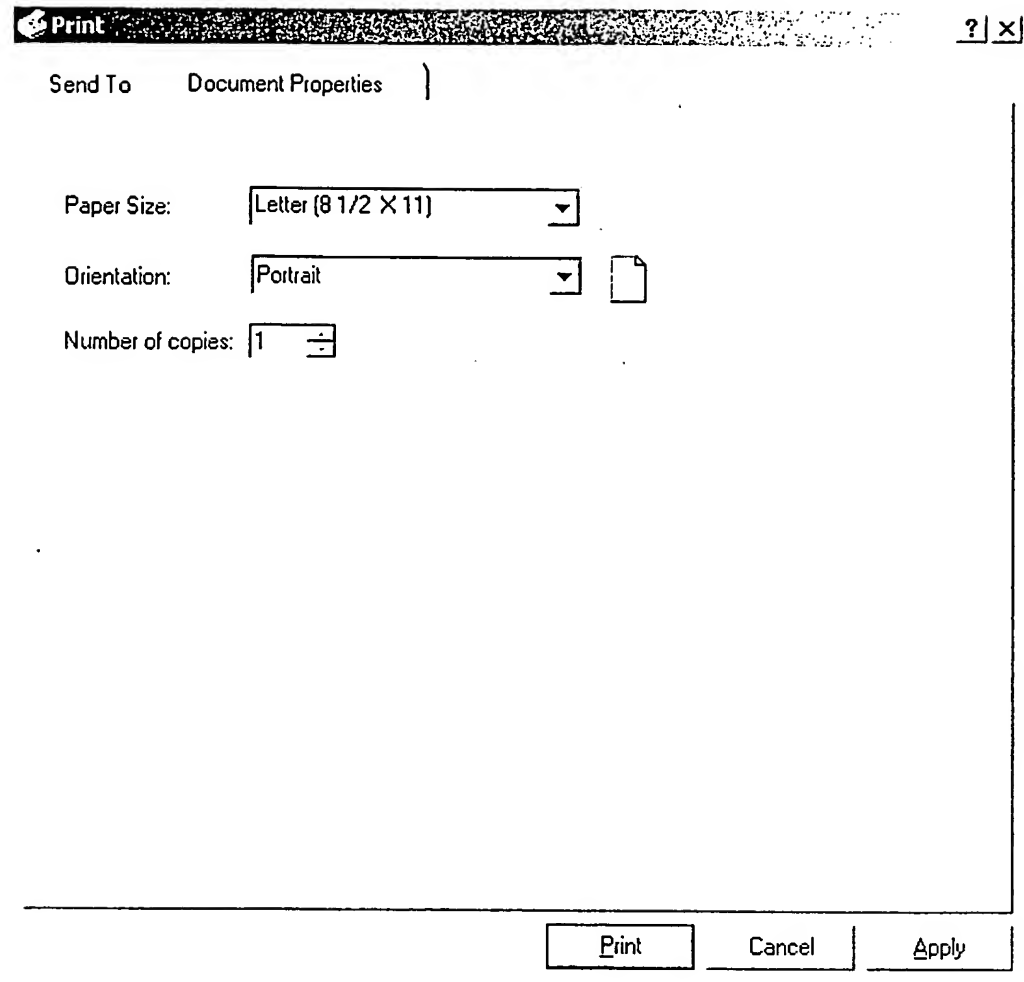 Print ? ×
Send To Document Properties
Paper Size: Letter (8 1/2 X 11)
Orientation: Portrait
Number of copies: 1
Print Cancel Apply